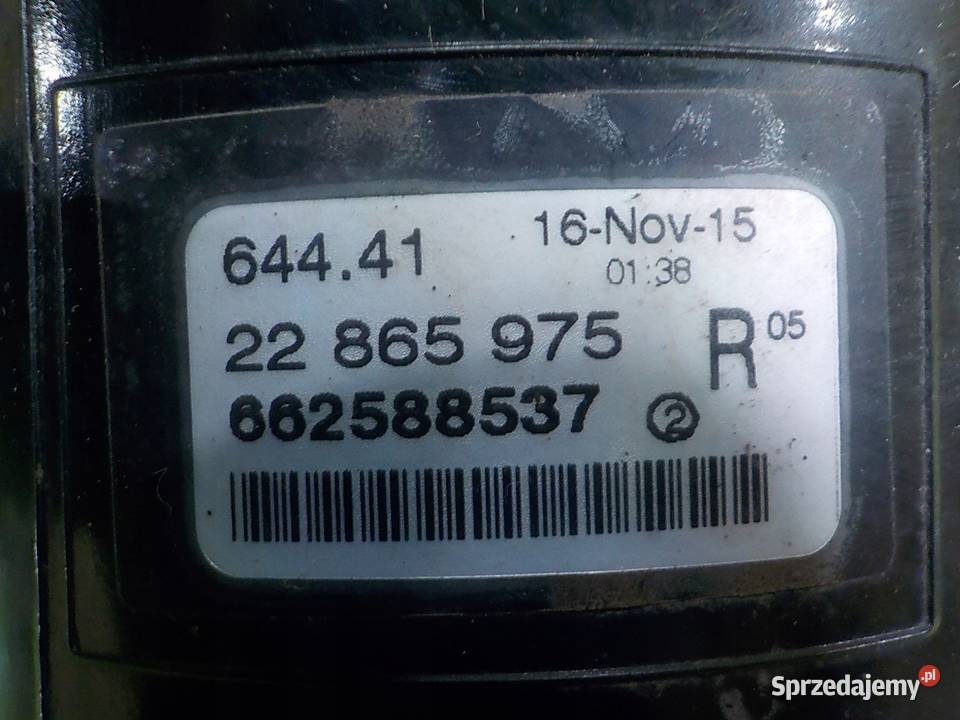 644.41 16-Nov-15
01:38
22 865 975 R 05
662588537 2
Sprzedajemy.pl